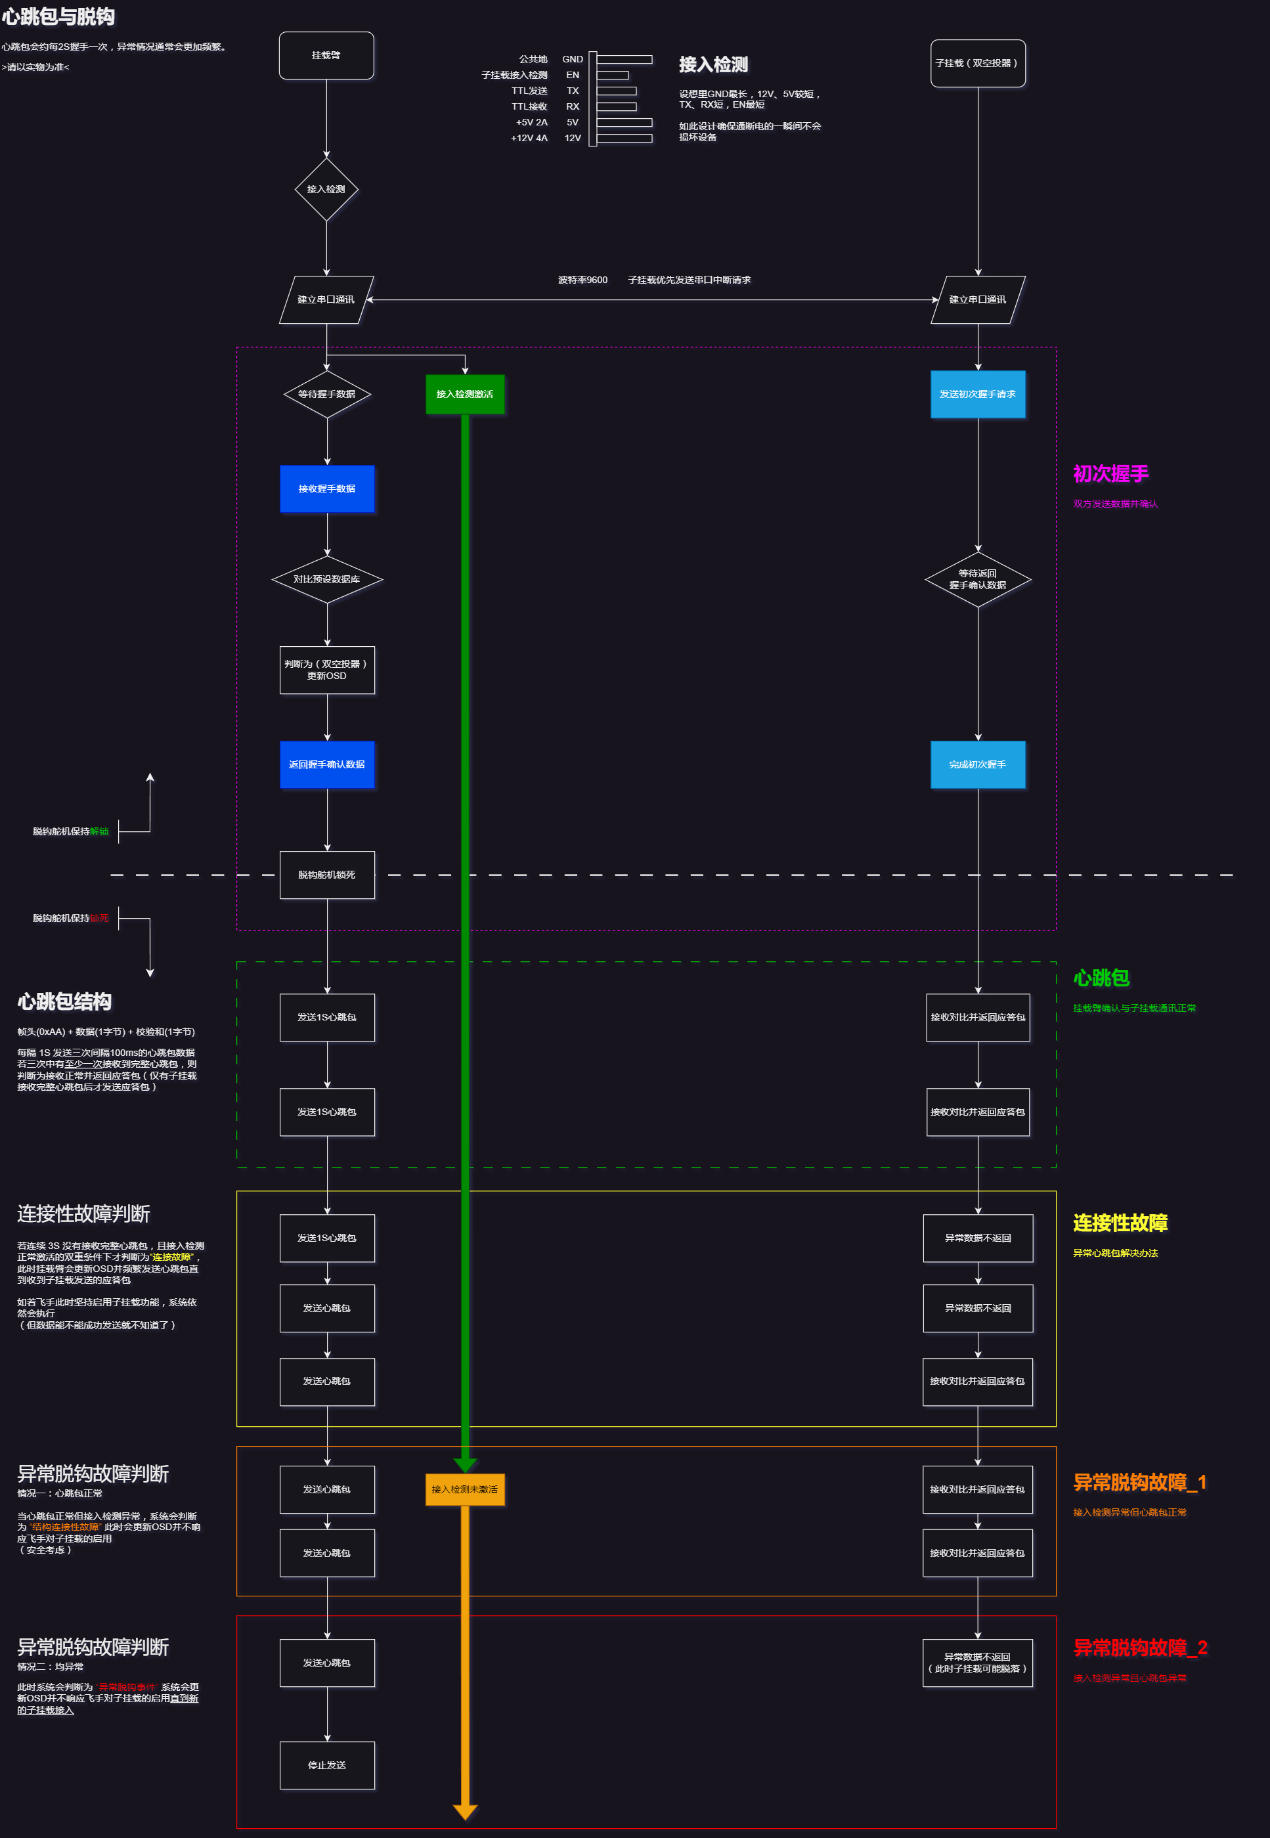 心跳包与脱钩
心跳包会约每2S握手一次，异常情况通常会更加频繁。
>请以实物为准<
挂载臂
公共地 GND
子挂载接入检测 EN
TTL发送 TX
TTL接收 RX
+5V 2A 5V
+12V 4A 12V
接入检测
设想里GND最长，12V、5V较短，
TX、RX短，EN最短
如此设计确保通断电的一瞬间不会
损坏设备
子挂载（双空投器）
接入检测
建立串口通讯
波特率9600 子挂载优先发送串口中断请求
建立串口通讯
等待握手数据
接入检测激活
发送初次握手请求
接收握手数据
初次握手
双方发送数据并确认
对比预设数据库
等待返回
握手确认数据
判断为（双空投器）
更新OSD
返回握手确认数据
完成初次握手
脱钩舵机保持解锁
脱钩舵机锁死
脱钩舵机保持锁死
心跳包结构
帧头(0xAA) + 数据(1字节) + 校验和(1字节)
每隔 1S 发送三次间隔100ms的心跳包数据
若三次中有至少一次接收到完整心跳包，则
判断为接收正常并返回应答包（仅有子挂载
接收完整心跳包后才发送应答包）
发送1S心跳包
接收对比并返回应答包
心跳包
挂载臂确认与子挂载通讯正常
发送1S心跳包
接收对比并返回应答包
连接性故障判断
若连续 3S 没有接收完整心跳包，且接入检测
正常激活的双重条件下才判断为“连接故障”，
此时挂载臂会更新OSD并频繁发送心跳包直
到收到子挂载发送的应答包
如若飞手此时坚持启用子挂载功能，系统依
然会执行
（但数据能不能成功发送就不知道了）
发送1S心跳包
异常数据不返回
连接性故障
异常心跳包解决办法
发送心跳包
异常数据不返回
发送心跳包
接收对比并返回应答包
异常脱钩故障判断
情况一：心跳包正常
当心跳包正常但接入检测异常，系统会判断
为 “结构连接性故障” 此时会更新OSD并不响
应飞手对子挂载的启用
（安全考虑）
发送心跳包
接入检测未激活
接收对比并返回应答包
异常脱钩故障_1
接入检测异常但心跳包正常
发送心跳包
接收对比并返回应答包
异常脱钩故障判断
情况二：均异常
此时系统会判断为 “异常脱钩事件” 系统会更
新OSD并不响应飞手对子挂载的启用直到新
的子挂载接入
发送心跳包
异常数据不返回
（此时子挂载可能脱落）
异常脱钩故障_2
接入检测异常且心跳包异常
停止发送